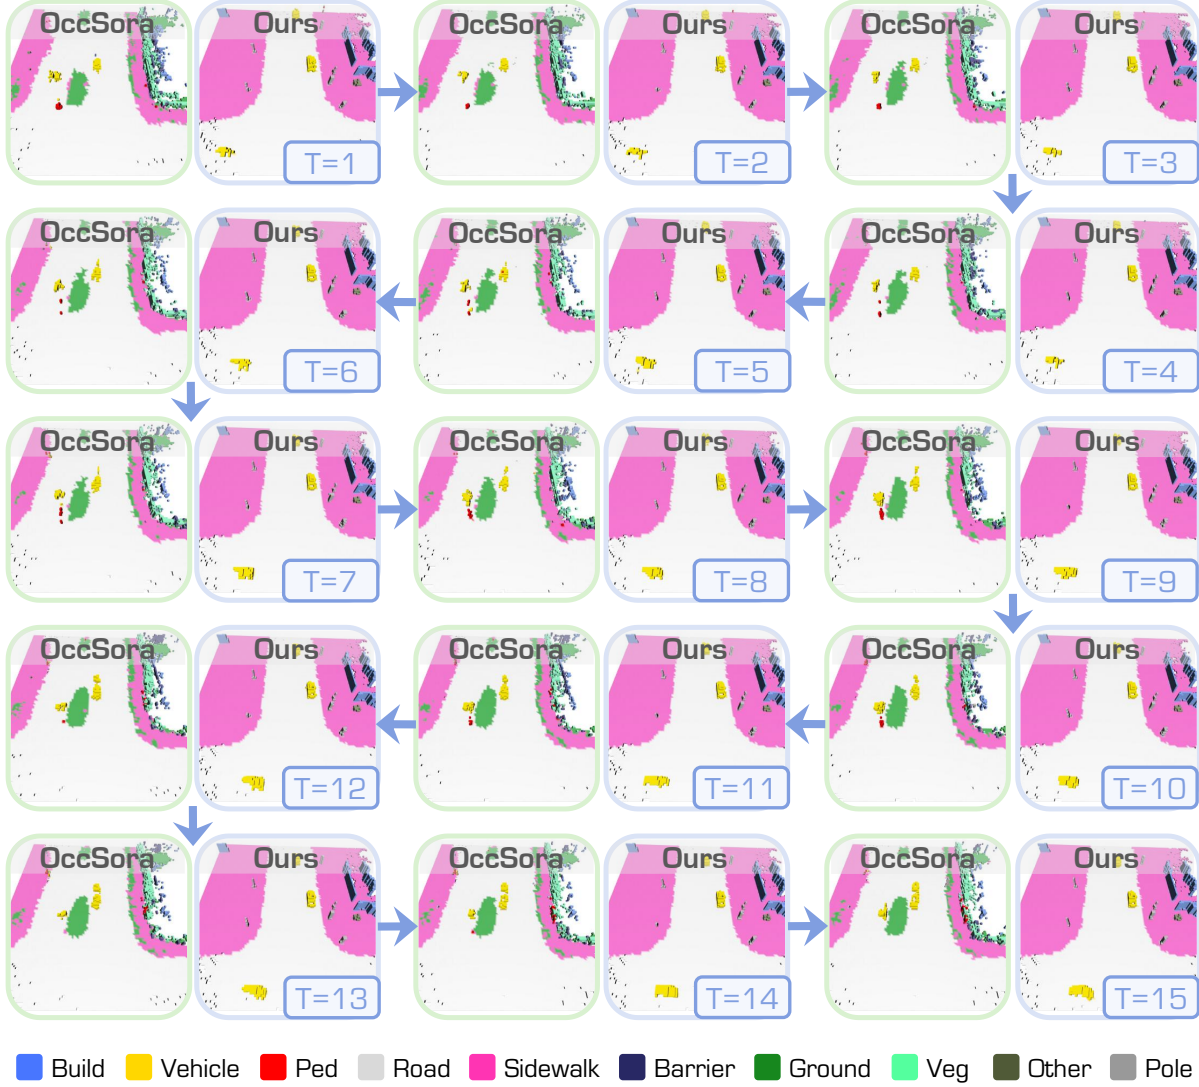 OccSora Ours OccSora Ours OccSora Ours
T=1 T=2 T=3
OccSora Ours OccSora Ours OccSora Ours
T=6 T=5 T=4
OccSora Ours OccSora Ours OccSora Ours
T=7 T=8 T=9
OccSora Ours OccSora Ours OccSora Ours
T=12 T=11 T=10
OccSora Ours OccSora Ours OccSora Ours
T=13 T=14 T=15
Build Vehicle Ped Road Sidewalk Barrier Ground Veg Other Pole